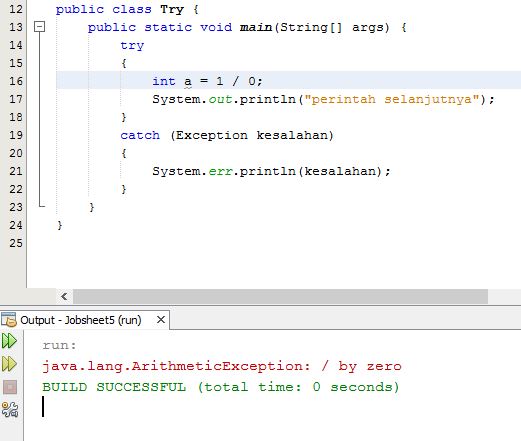 12 public class Try {
13 public static void main(String[] args) {
14 try
15 {
16 int a = 1 / 0;
17 System.out.println("perintah selanjutnya");
18 }
19 catch (Exception kesalahan)
20 {
21 System.err.println(kesalahan);
22 }
23 }
24 }
25
Output - Jobsheet5 (run)
run:
java.lang.ArithmeticException: / by zero
BUILD SUCCESSFUL (total time: 0 seconds)